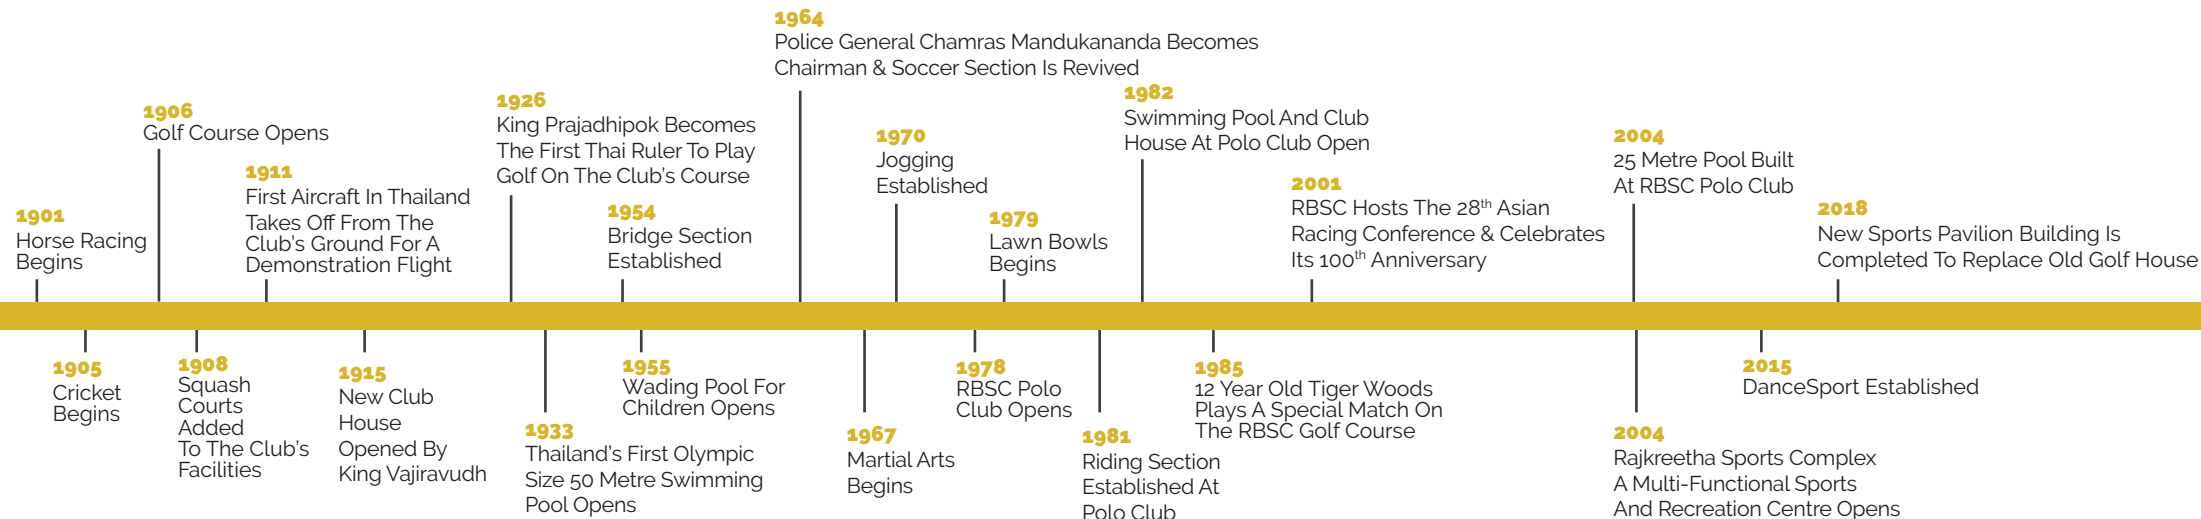 1901
Horse Racing
Begins
1905
Cricket
Begins
1906
Golf Course Opens
1908
Squash
Courts
Added
To The Club's
Facilities
1911
First Aircraft In Thailand
Takes Off From The
Club's Ground For A
Demonstration Flight
1915
New Club
House
Opened By
King Vajiravudh
1926
King Prajadhipok Becomes
The First Thai Ruler To Play
Golf On The Club's Course
1933
Thailand's First Olympic
Size 50 Metre Swimming
Pool Opens
1954
Bridge Section
Established
1955
Wading Pool For
Children Opens
1964
Police General Chamras Mandukananda Becomes
Chairman & Soccer Section Is Revived
1967
Martial Arts
Begins
1970
Jogging
Established
1978
RBSC Polo
Club Opens
1979
Lawn Bowls
Begins
1981
Riding Section
Established At
Polo Club
1982
Swimming Pool And Club
House At Polo Club Open
1985
12 Year Old Tiger Woods
Plays A Special Match On
The RBSC Golf Course
2001
RBSC Hosts The 28th Asian
Racing Conference & Celebrates
Its 100th Anniversary
2004
25 Metre Pool Built
At RBSC Polo Club
2004
Rajkreetha Sports Complex
A Multi-Functional Sports
And Recreation Centre Opens
2015
DanceSport Established
2018
New Sports Pavilion Building Is
Completed To Replace Old Golf House